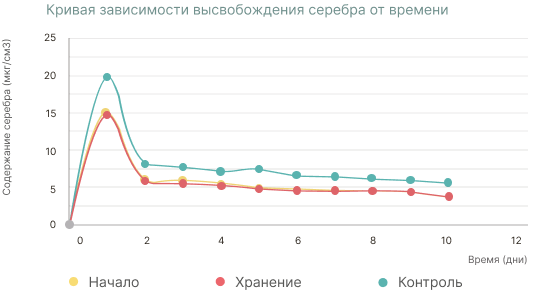 Кривая зависимости высвобождения серебра от времени
Содержание серебра (мкг/см3)
25
20
15
10
5
0
0 2 4 6 8 10 12
Время (дни)
Начало Хранение Контроль